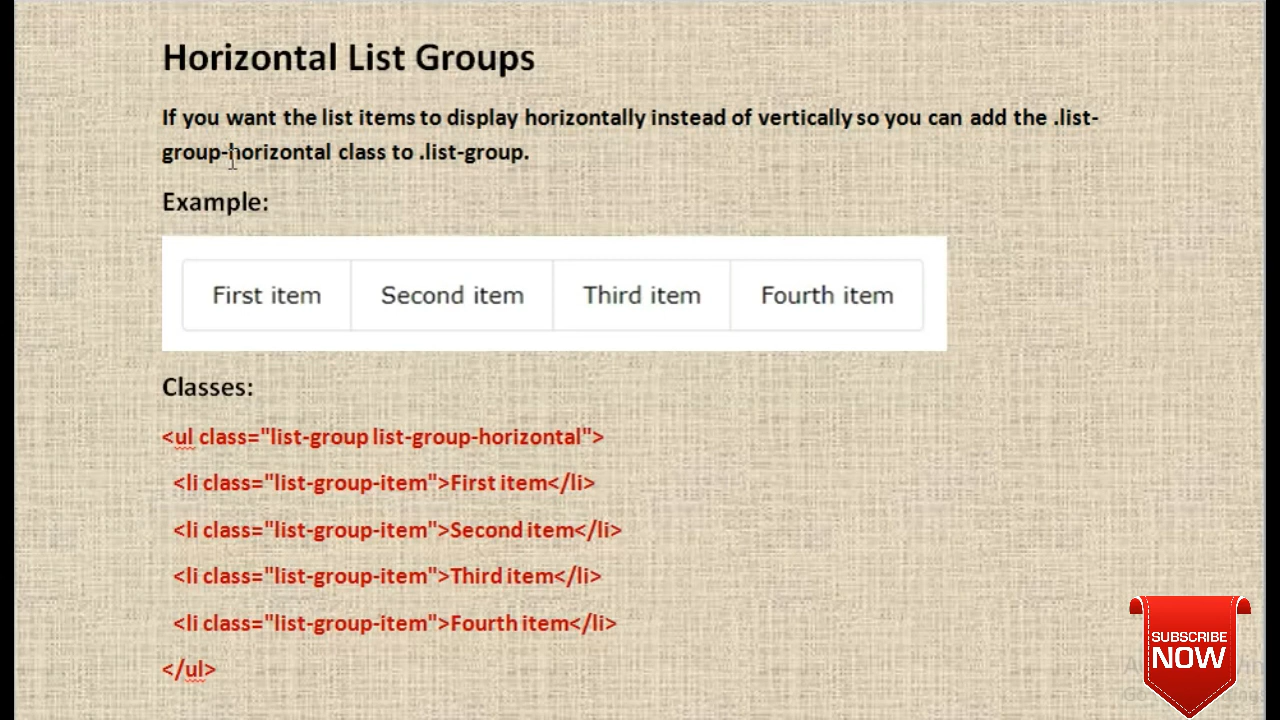 Horizontal List Groups
If you want the list items to display horizontally instead of vertically so you can add the .list-
group-horizontal class to .list-group.
Example:
First item Second item Third item Fourth item
Classes:
<ul class="list-group list-group-horizontal">
<li class="list-group-item">First item</li>
<li class="list-group-item">Second item</li>
<li class="list-group-item">Third item</li>
<li class="list-group-item">Fourth item</li>
</ul>
SUBSCRIBE
NOW